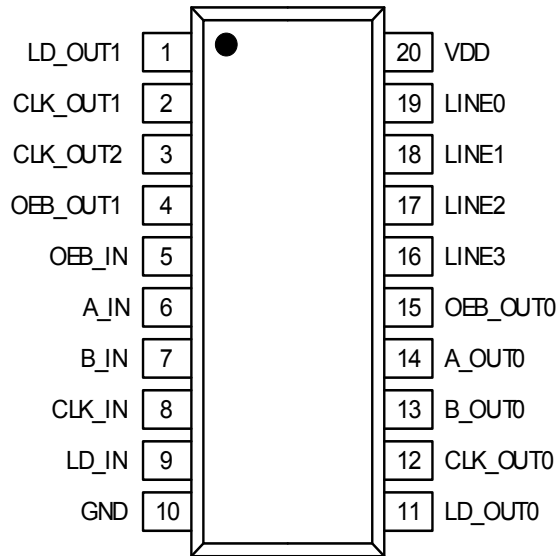 LD_OUT1 1 20 VDD
CLK_OUT1 2 19 LINE0
CLK_OUT2 3 18 LINE1
OEB_OUT1 4 17 LINE2
OEB_IN 5 16 LINE3
A_IN 6 15 OEB_OUT0
B_IN 7 14 A_OUT0
CLK_IN 8 13 B_OUT0
LD_IN 9 12 CLK_OUT0
GND 10 11 LD_OUT0